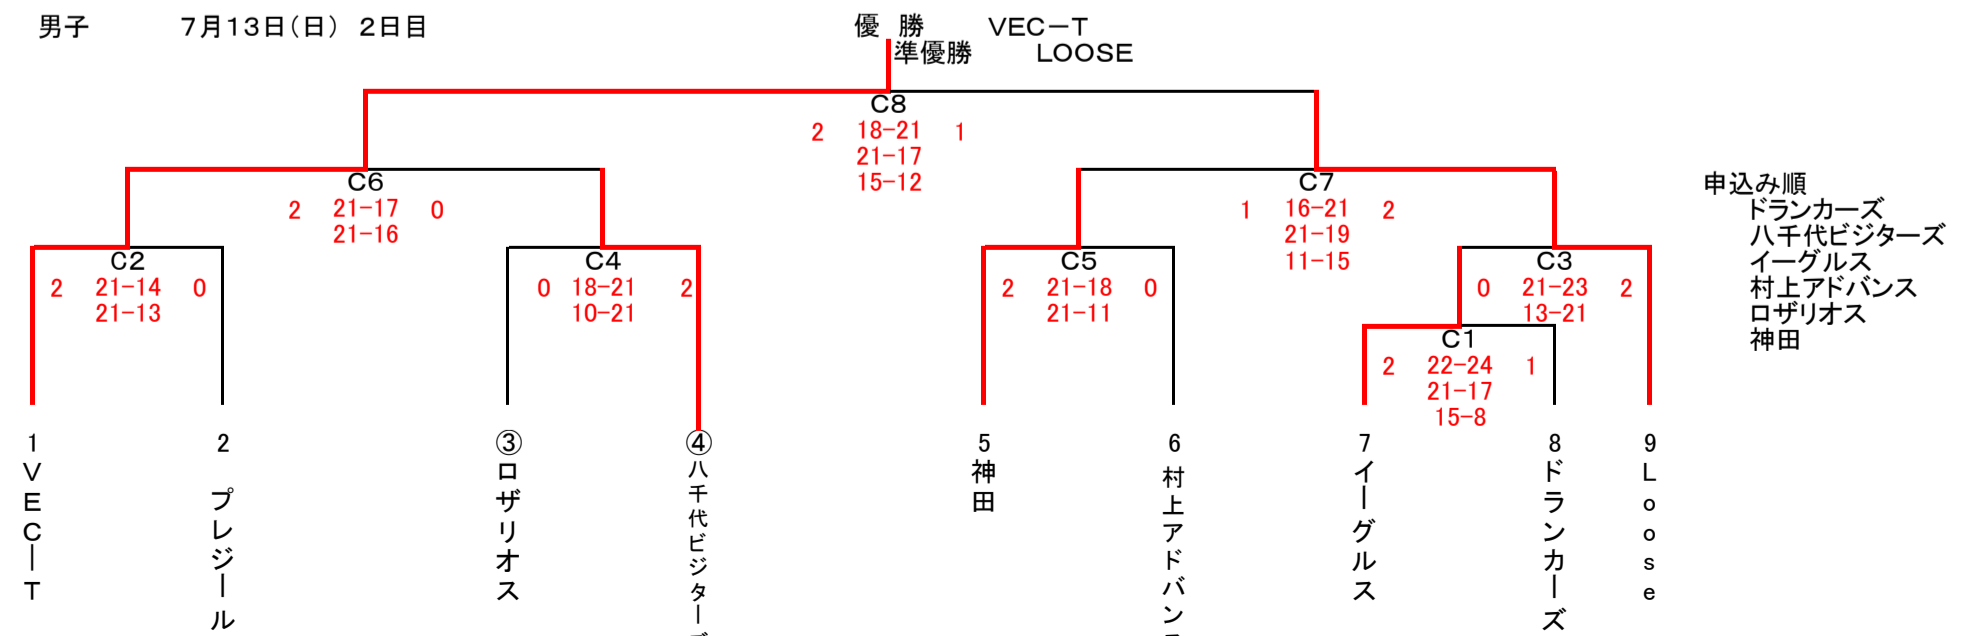 男子　7月13日(日) 2日目　優 勝　VEC－T
準優勝　LOOSE
C8
2 18-21 1
21-17
15-12
C6
2 21-17 0
21-16
C7
1 16-21 2
21-19
11-15
申込み順
ドランカーズ
八千代ビジターズ
イーグルス
村上アドバンス
ロザリオス
神田
C2
2 21-14 0
21-13
C4
0 18-21 2
10-21
C5
2 21-18 0
21-11
C3
0 21-23 2
13-21
C1
2 22-24 1
21-17
15-8
1 VEC－T
2 プレジール
③ロザリオス
④八千代ビジターズ
5 神田
6 村上アドバンス
7 イーグルス
8 ドランカーズ
9 Loose